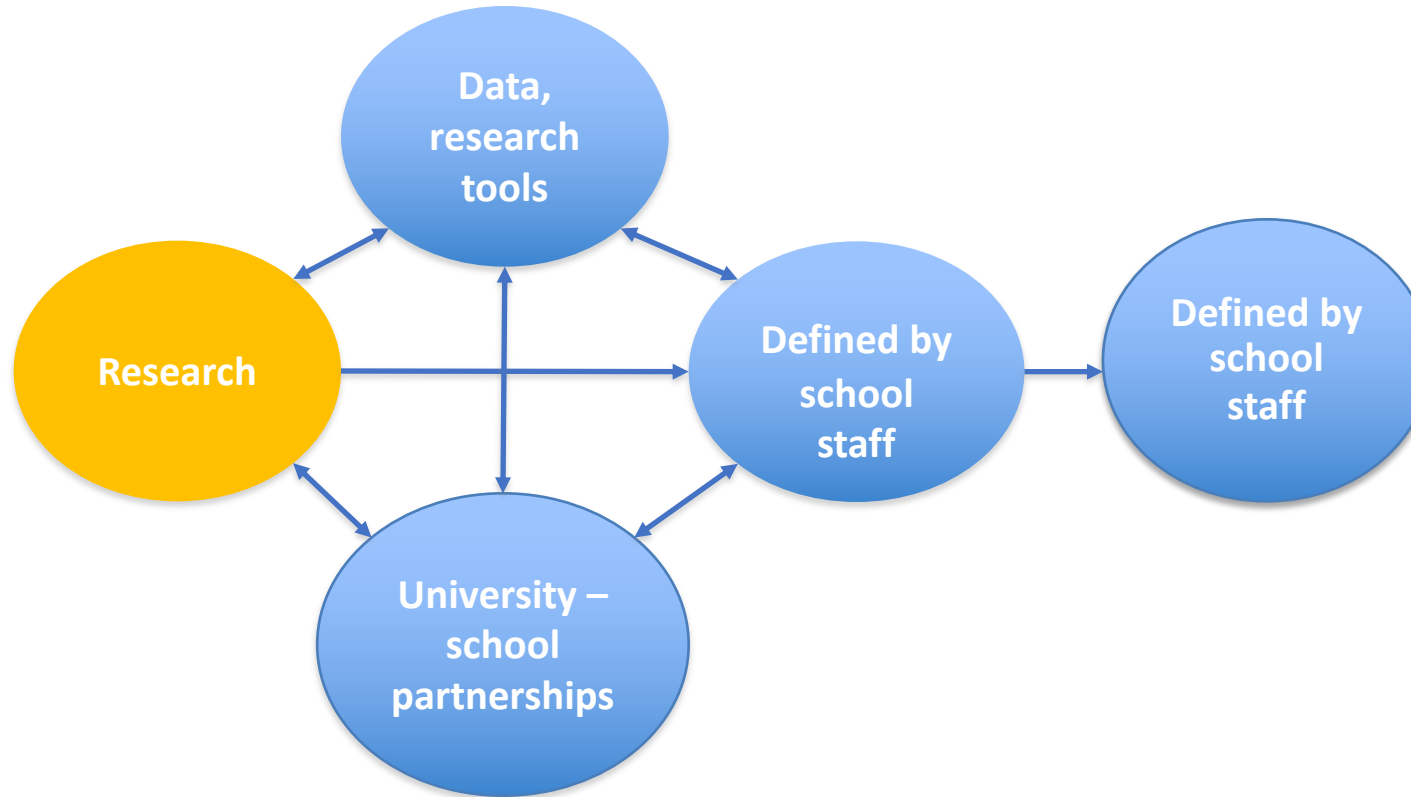 Data,
research
tools
Research
Defined by
school
staff
Defined by
school
staff
University –
school
partnerships